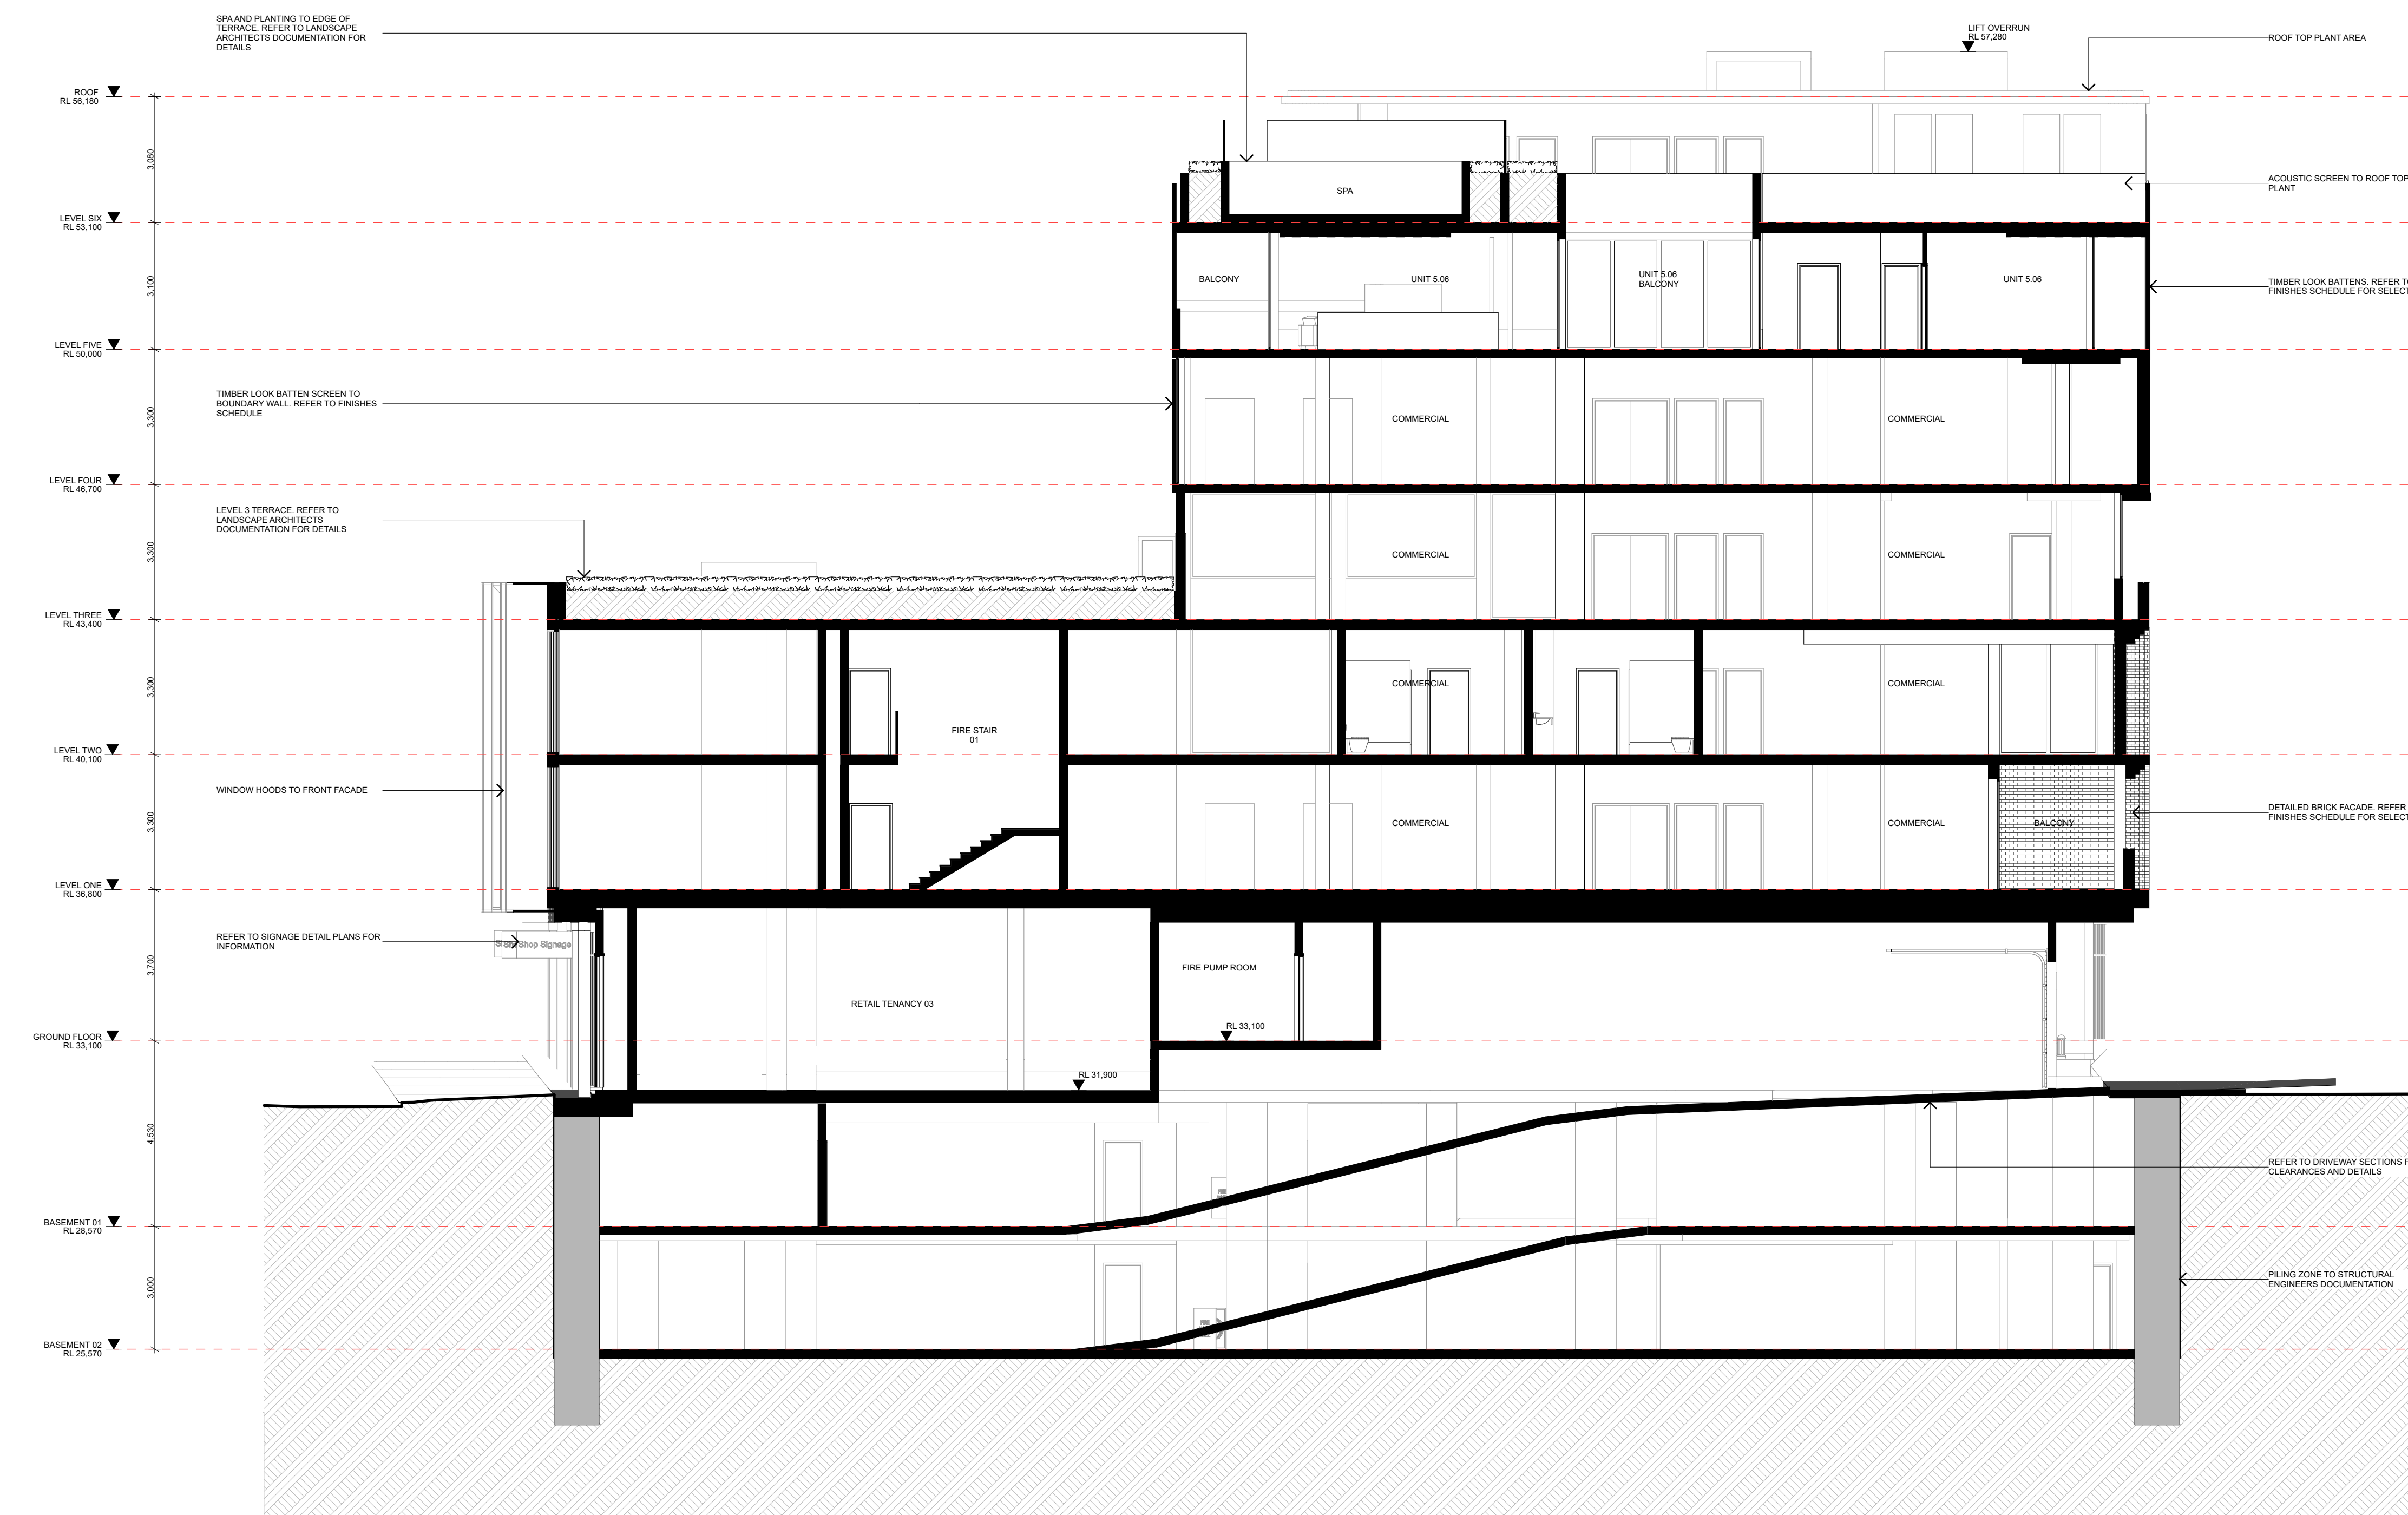 SPA AND PLANTING TO EDGE OF
TERRACE. REFER TO LANDSCAPE
ARCHITECTS DOCUMENTATION FOR
DETAILS
LIFT OVERRUN
RL 57,280
ROOF TOP PLANT AREA
ROOF
RL 56,180
3,080
SPA
ACOUSTIC SCREEN TO ROOF TOP
PLANT
LEVEL SIX
RL 53,100
3,100
BALCONY
UNIT 5.06
UNIT 5.06
BALCONY
UNIT 5.06
TIMBER LOOK BATTENS. REFER TO
FINISHES SCHEDULE FOR SELECT
LEVEL FIVE
RL 50,000
TIMBER LOOK BATTEN SCREEN TO
BOUNDARY WALL. REFER TO FINISHES
SCHEDULE
3,300
COMMERCIAL
COMMERCIAL
LEVEL FOUR
RL 46,700
LEVEL 3 TERRACE. REFER TO
LANDSCAPE ARCHITECTS
DOCUMENTATION FOR DETAILS
3,300
COMMERCIAL
COMMERCIAL
LEVEL THREE
RL 43,400
3,300
COMMERCIAL
COMMERCIAL
FIRE STAIR
01
LEVEL TWO
RL 40,100
WINDOW HOODS TO FRONT FACADE
3,300
COMMERCIAL
COMMERCIAL
BALCONY
DETAILED BRICK FACADE. REFER
FINISHES SCHEDULE FOR SELECT
LEVEL ONE
RL 36,800
REFER TO SIGNAGE DETAIL PLANS FOR
INFORMATION
Shop Signage
3,700
FIRE PUMP ROOM
RETAIL TENANCY 03
RL 33,100
GROUND FLOOR
RL 33,100
RL 31,900
4,530
REFER TO DRIVEWAY SECTIONS F
CLEARANCES AND DETAILS
BASEMENT 01
RL 28,570
3,000
PILING ZONE TO STRUCTURAL
ENGINEERS DOCUMENTATION
BASEMENT 02
RL 25,570